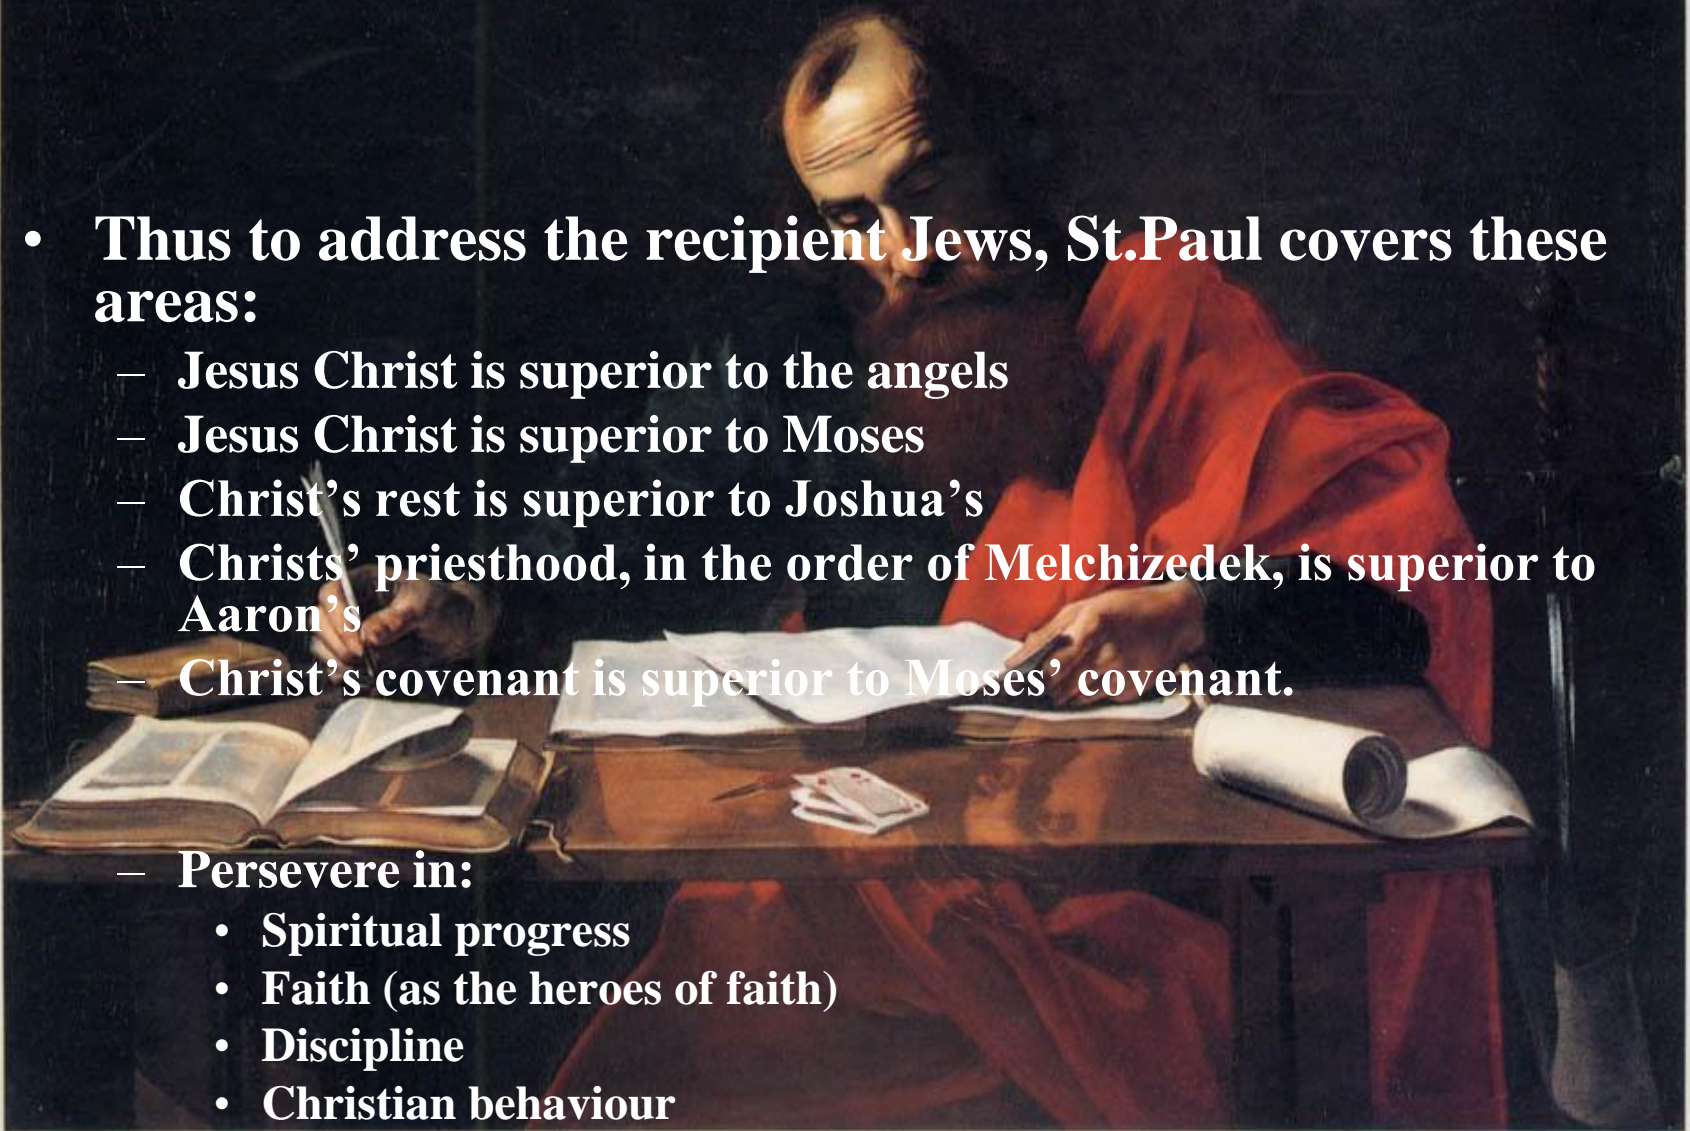 • Thus to address the recipient Jews, St.Paul covers these
areas:
– Jesus Christ is superior to the angels
– Jesus Christ is superior to Moses
– Christ’s rest is superior to Joshua’s
– Christs’ priesthood, in the order of Melchizedek, is superior to
Aaron’s
– Christ’s covenant is superior to Moses’ covenant.
– Persevere in:
• Spiritual progress
• Faith (as the heroes of faith)
• Discipline
• Christian behaviour